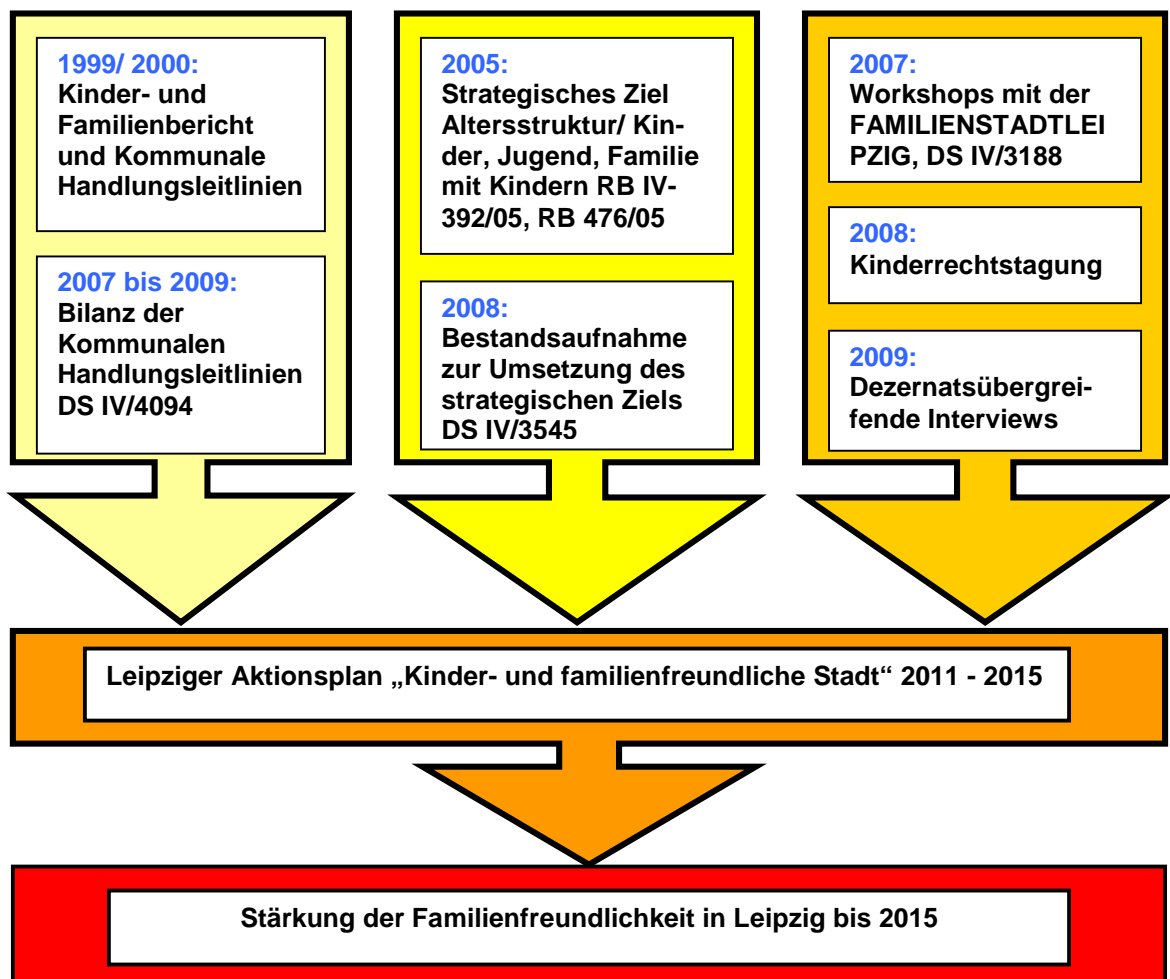 1999/ 2000:
Kinder- und
Familienbericht
und Kommunale
Handlungsleitlinien
2007 bis 2009:
Bilanz der
Kommunalen
Handlungsleitlinien
DS IV/4094
2005:
Strategisches Ziel
Altersstruktur/ Kin-
der, Jugend, Familie
mit Kindern RB IV-
392/05, RB 476/05
2008:
Bestandsaufnahme
zur Umsetzung des
strategischen Ziels
DS IV/3545
2007:
Workshops mit der
FAMILIENSTADTLEI
PZIG, DS IV/3188
2008:
Kinderrechtstagung
2009:
Dezernatsübergrei-
fende Interviews
Leipziger Aktionsplan „Kinder- und familienfreundliche Stadt“ 2011 - 2015
Stärkung der Familienfreundlichkeit in Leipzig bis 2015